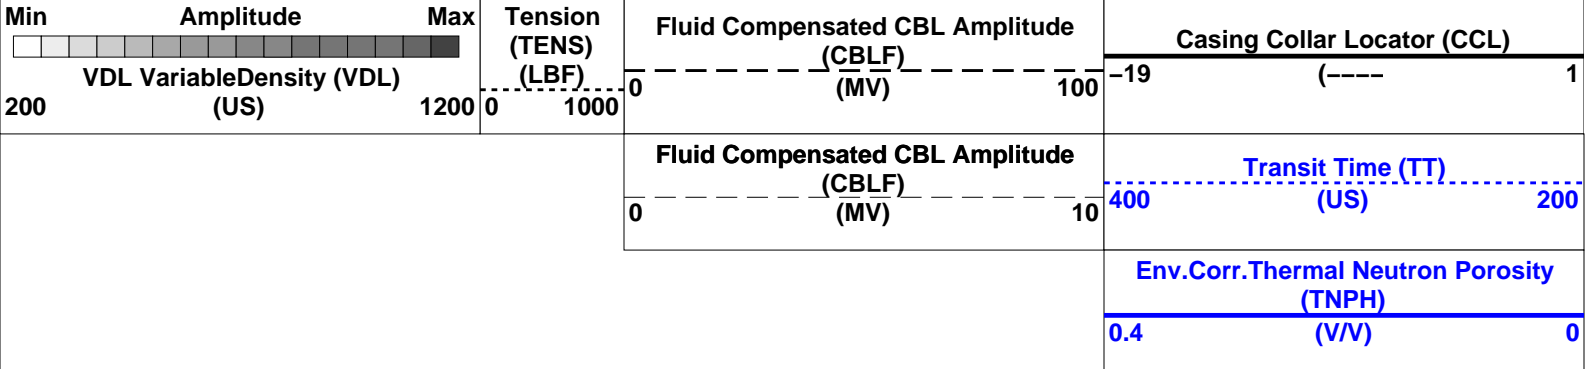 Min Amplitude Max
VDL VariableDensity (VDL)
200 (US) 1200
Tension
(TENS)
(LBF)
0 1000
Fluid Compensated CBL Amplitude
(CBLF)
0 (MV) 100
Casing Collar Locator (CCL)
−19 (−−−− 1
Fluid Compensated CBL Amplitude
(CBLF)
0 (MV) 10
Transit Time (TT)
400 (US) 200
Env.Corr.Thermal Neutron Porosity
(TNPH)
0.4 (V/V) 0